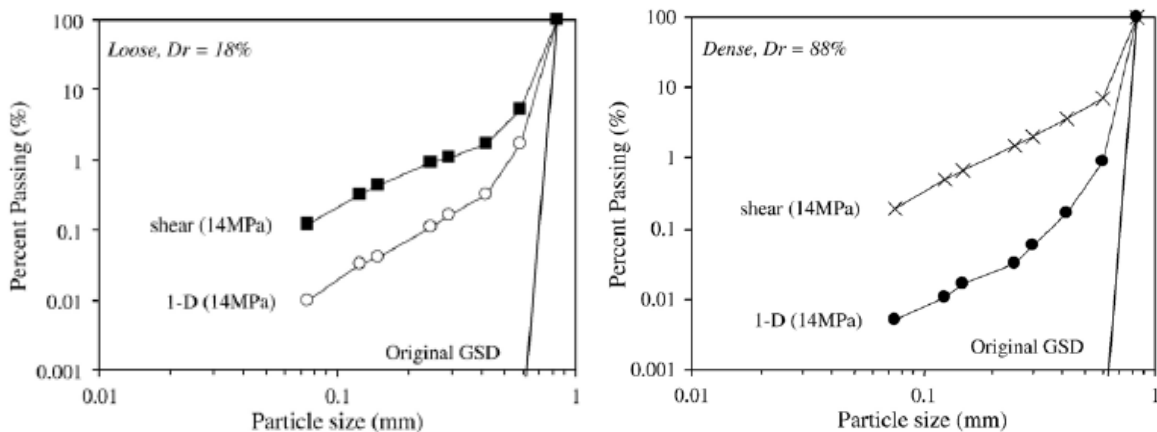 Percent Passing (%)
100
10
1
0.1
0.01
0.001
Loose, Dr = 18%
shear (14MPa)
1-D (14MPa)
Original GSD
0.01
0.1
1
Particle size (mm)
Percent Passing (%)
100
10
1
0.1
0.01
0.001
Dense, Dr = 88%
shear (14MPa)
1-D (14MPa)
Original GSD
0.01
0.1
1
Particle size (mm)